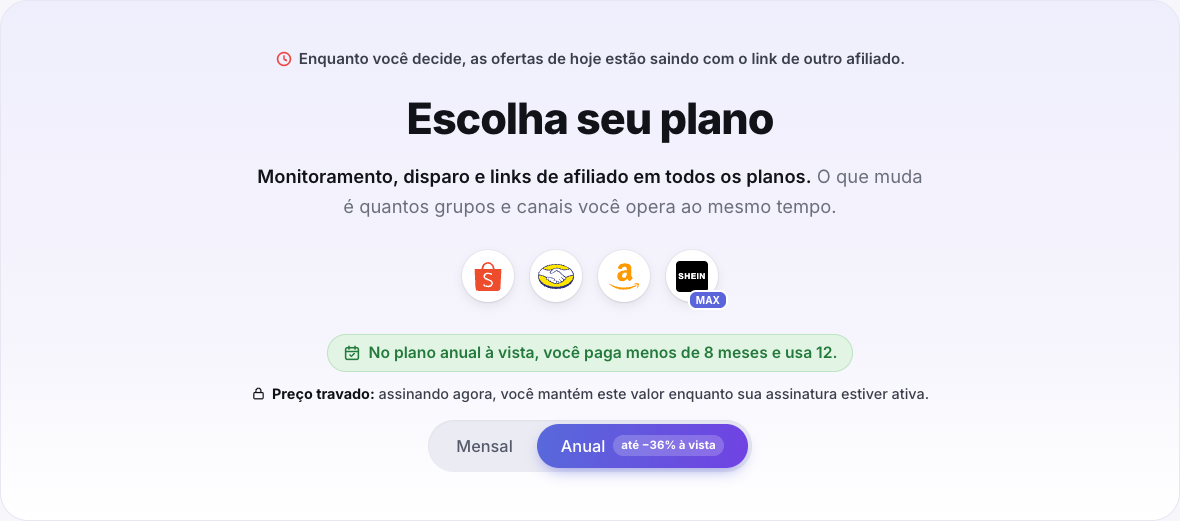 Enquanto você decide, as ofertas de hoje estão saindo com o link de outro afiliado.
Escolha seu plano
Monitoramento, disparo e links de afiliado em todos os planos. O que muda
é quantos grupos e canais você opera ao mesmo tempo.
S
a
SHEIN
MAX
No plano anual à vista, você paga menos de 8 meses e usa 12.
Preço travado: assinando agora, você mantém este valor enquanto sua assinatura estiver ativa.
Mensal
Anual até −36% à vista